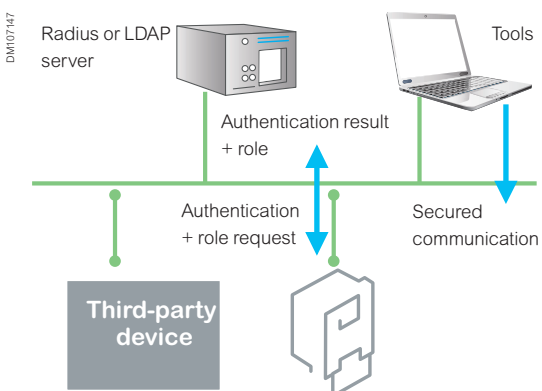 DM107147
Radius or LDAP
server
Tools
Authentication result
+ role
Authentication
+ role request
Secured
communication
Third-party
device